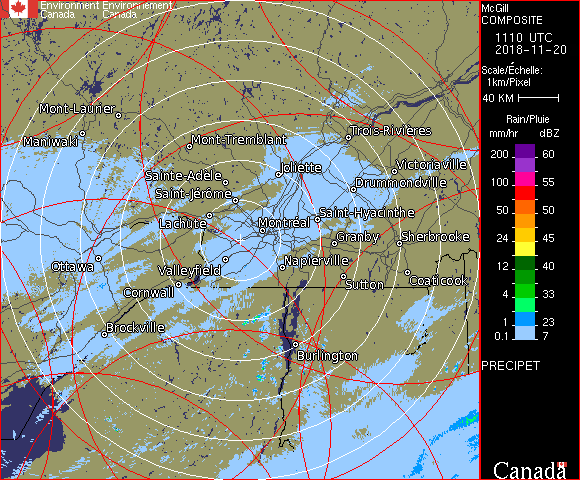 Environment Environnement
Canada Canada
McGill
COMPOSITE
1110 UTC
2018-11-20
Scale/Échelle:
1km/Pixel
40 KM
Rain/Pluie
mm/hr dBZ
200 60
150 57
100 55
50 50
24 45
12 40
4 33
1 23
0.1 7
PRECIPET
Mont-Laurier
Maniwaki
Mont-Tremblant
Trois-Rivières
Sainte-Adèle
Joliette
Victoriaville
Saint-Jérôme
Drummondville
Lachute
Montréal
Saint-Hyacinthe
Granby
Sherbrooke
Ottawa
Valleyfield
Napierville
Cornwall
Sutton
Coaticook
Brockville
Burlington
Canada